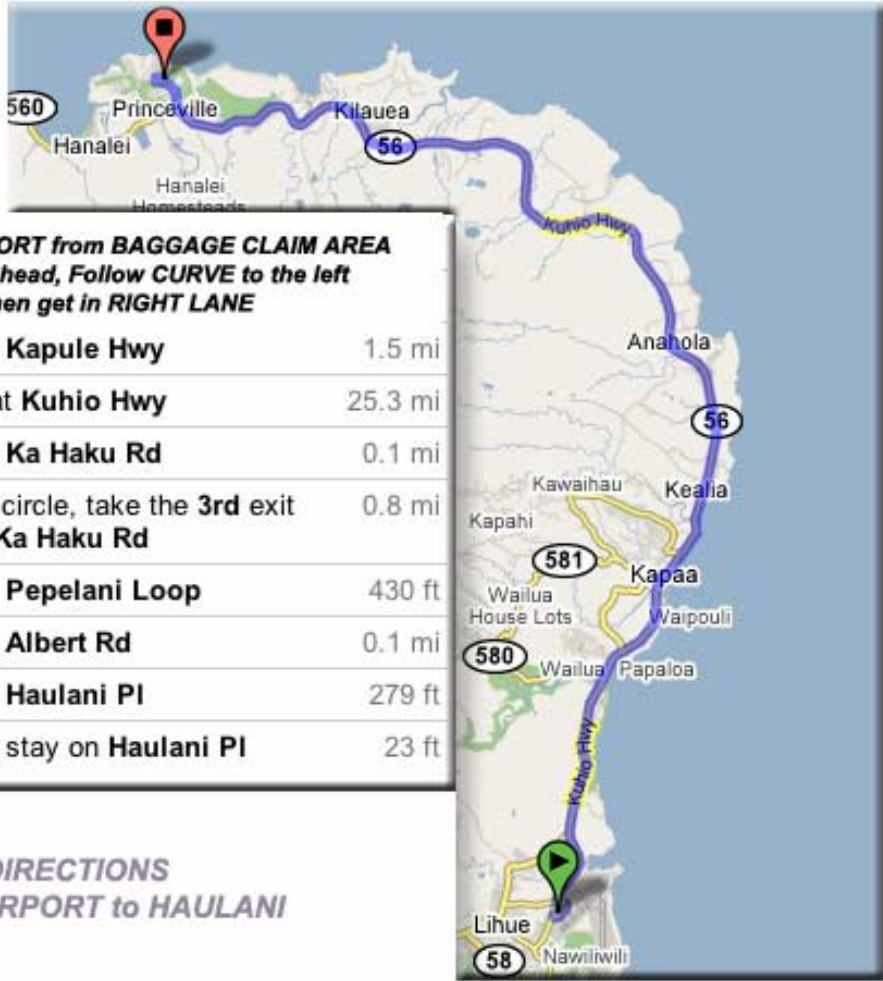 560
Princeville
Hanalei
Kilauea
56
Hanalei
Homesteads
Kuhio Hwy
Anahola
56
Kealia
Kawaihau
Kapahi
581
Kapaa
Wailua
House Lots
Waipouli
580
Wailua
Papaloa
Kuhio Hwy
Lihue
58
Nawiliwili
ORT from BAGGAGE CLAIM AREA
head, Follow CURVE to the left
en get in RIGHT LANE
Kapule Hwy 1.5 mi
t Kuhio Hwy 25.3 mi
Ka Haku Rd 0.1 mi
circle, take the 3rd exit 0.8 mi
Ka Haku Rd
Pepelani Loop 430 ft
Albert Rd 0.1 mi
Haulani Pl 279 ft
stay on Haulani Pl 23 ft
DIRECTIONS
RPORT to HAULANI